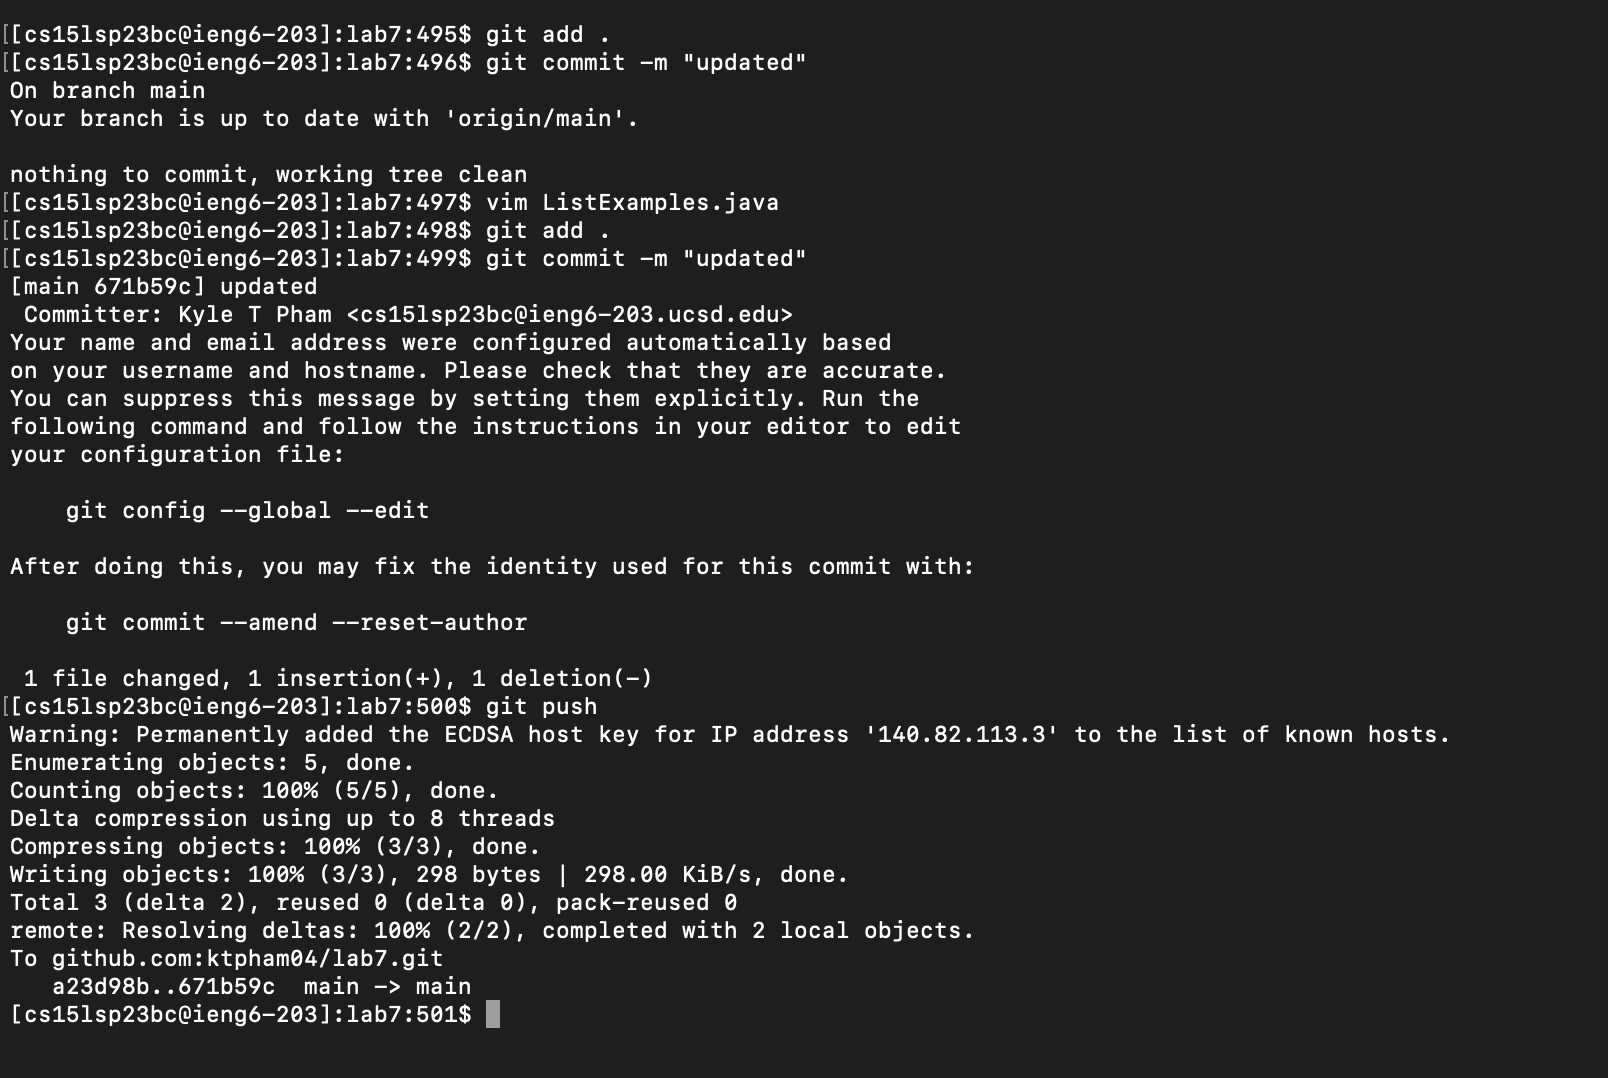 [[cs15lsp23bc@ieng6-203]:lab7:495$ git add .
[[cs15lsp23bc@ieng6-203]:lab7:496$ git commit -m "updated"
On branch main
Your branch is up to date with 'origin/main'.
nothing to commit, working tree clean
[[cs15lsp23bc@ieng6-203]:lab7:497$ vim ListExamples.java
[[cs15lsp23bc@ieng6-203]:lab7:498$ git add .
[[cs15lsp23bc@ieng6-203]:lab7:499$ git commit -m "updated"
[main 671b59c] updated
 Committer: Kyle T Pham <cs15lsp23bc@ieng6-203.ucsd.edu>
Your name and email address were configured automatically based
on your username and hostname. Please check that they are accurate.
You can suppress this message by setting them explicitly. Run the
following command and follow the instructions in your editor to edit
your configuration file:
    git config --global --edit
After doing this, you may fix the identity used for this commit with:
    git commit --amend --reset-author
 1 file changed, 1 insertion(+), 1 deletion(-)
[[cs15lsp23bc@ieng6-203]:lab7:500$ git push
Warning: Permanently added the ECDSA host key for IP address '140.82.113.3' to the list of known hosts.
Enumerating objects: 5, done.
Counting objects: 100% (5/5), done.
Delta compression using up to 8 threads
Compressing objects: 100% (3/3), done.
Writing objects: 100% (3/3), 298 bytes | 298.00 KiB/s, done.
Total 3 (delta 2), reused 0 (delta 0), pack-reused 0
remote: Resolving deltas: 100% (2/2), completed with 2 local objects.
To github.com:ktpham04/lab7.git
   a23d98b..671b59c  main -> main
[cs15lsp23bc@ieng6-203]:lab7:501$